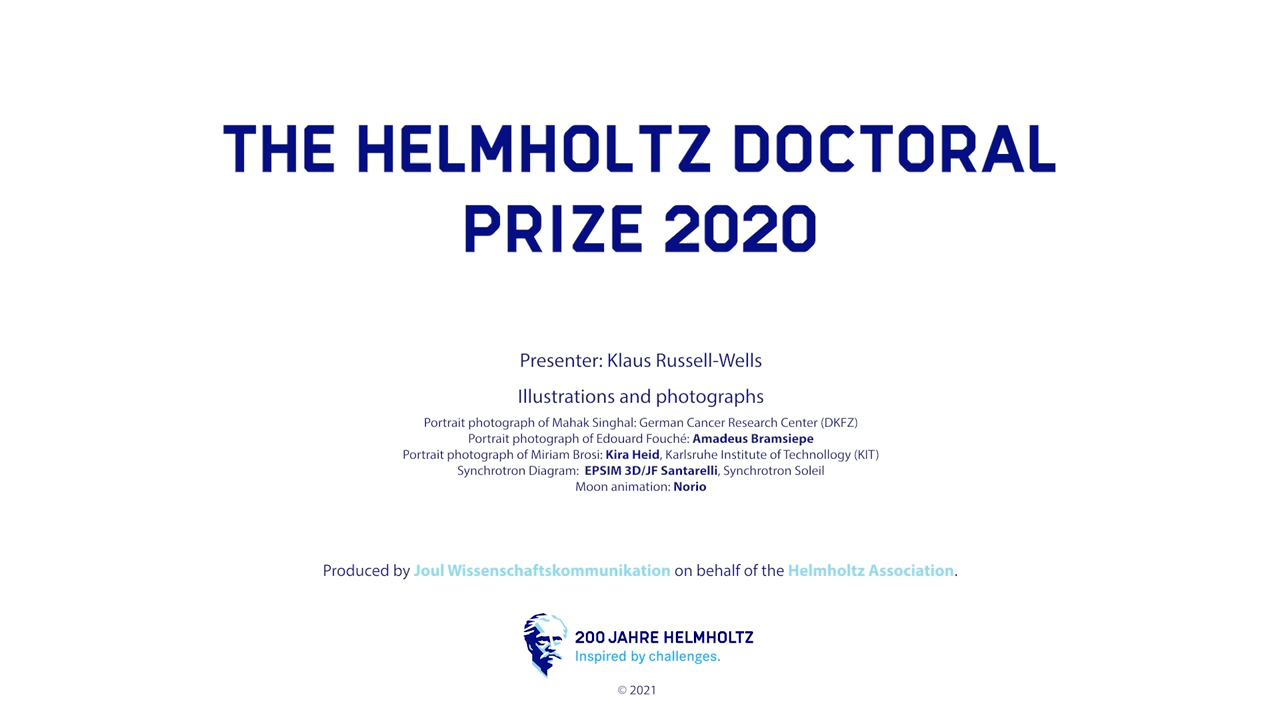 THE HELMHOLTZ DOCTORAL
PRIZE 2020
Presenter: Klaus Russell-Wells
Illustrations and photographs
Portrait photograph of Mahak Singhal: German Cancer Research Center (DKFZ)
Portrait photograph of Edouard Fouché: Amadeus Bramsiepe
Portrait photograph of Miriam Brosi: Kira Heid, Karlsruhe Institute of Technollogy (KIT)
Synchrotron Diagram: EPSIM 3D/JF Santarelli, Synchrotron Soleil
Moon animation: Norio
Produced by Joul Wissenschaftskommunikation on behalf of the Helmholtz Association.
200 JAHRE HELMHOLTZ
Inspired by challenges.
© 2021